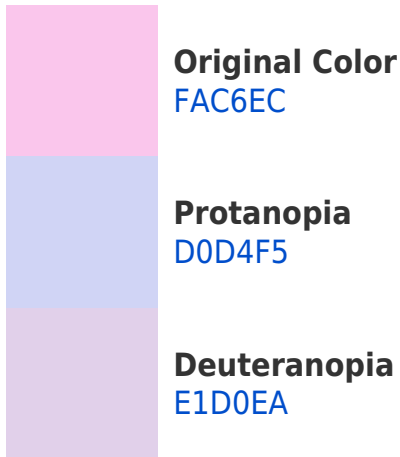 Original Color
FAC6EC
Protanopia
D0D4F5
Deuteranopia
E1D0EA